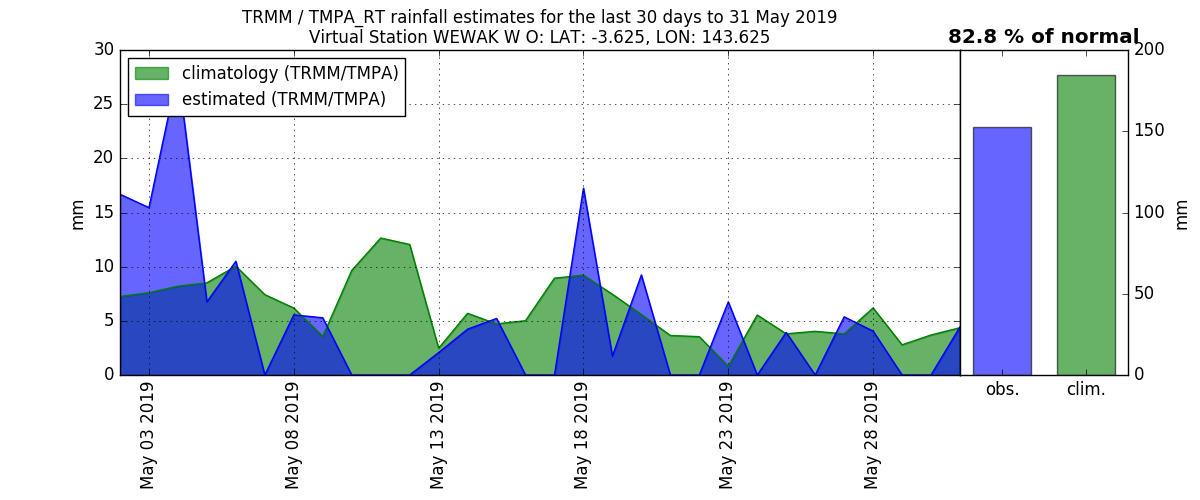 TRMM / TMPA_RT rainfall estimates for the last 30 days to 31 May 2019
Virtual Station WEWAK W O: LAT: -3.625, LON: 143.625
82.8 % of normal
climatology (TRMM/TMPA)
estimated (TRMM/TMPA)
30
25
20
15
10
5
0
mm
May 03 2019
May 08 2019
May 13 2019
May 18 2019
May 23 2019
May 28 2019
200
150
100
50
0
mm
obs.
clim.